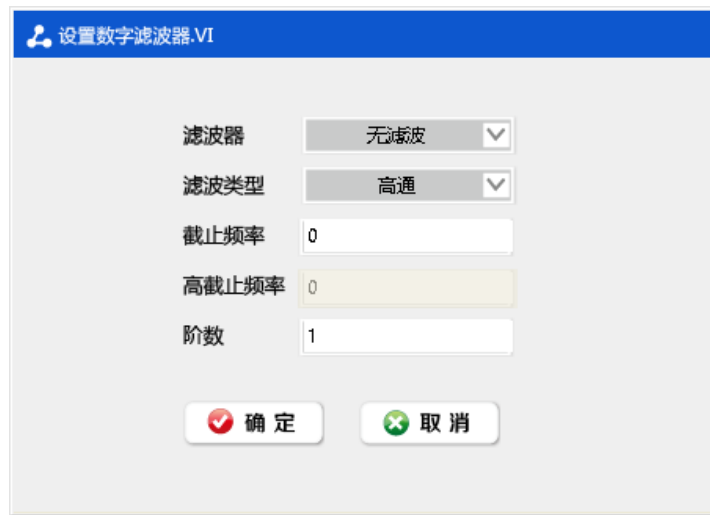 设置数字滤波器.VI
滤波器 无滤波
滤波类型 高通
截止频率 0
高截止频率 0
阶数 1
确定 取消